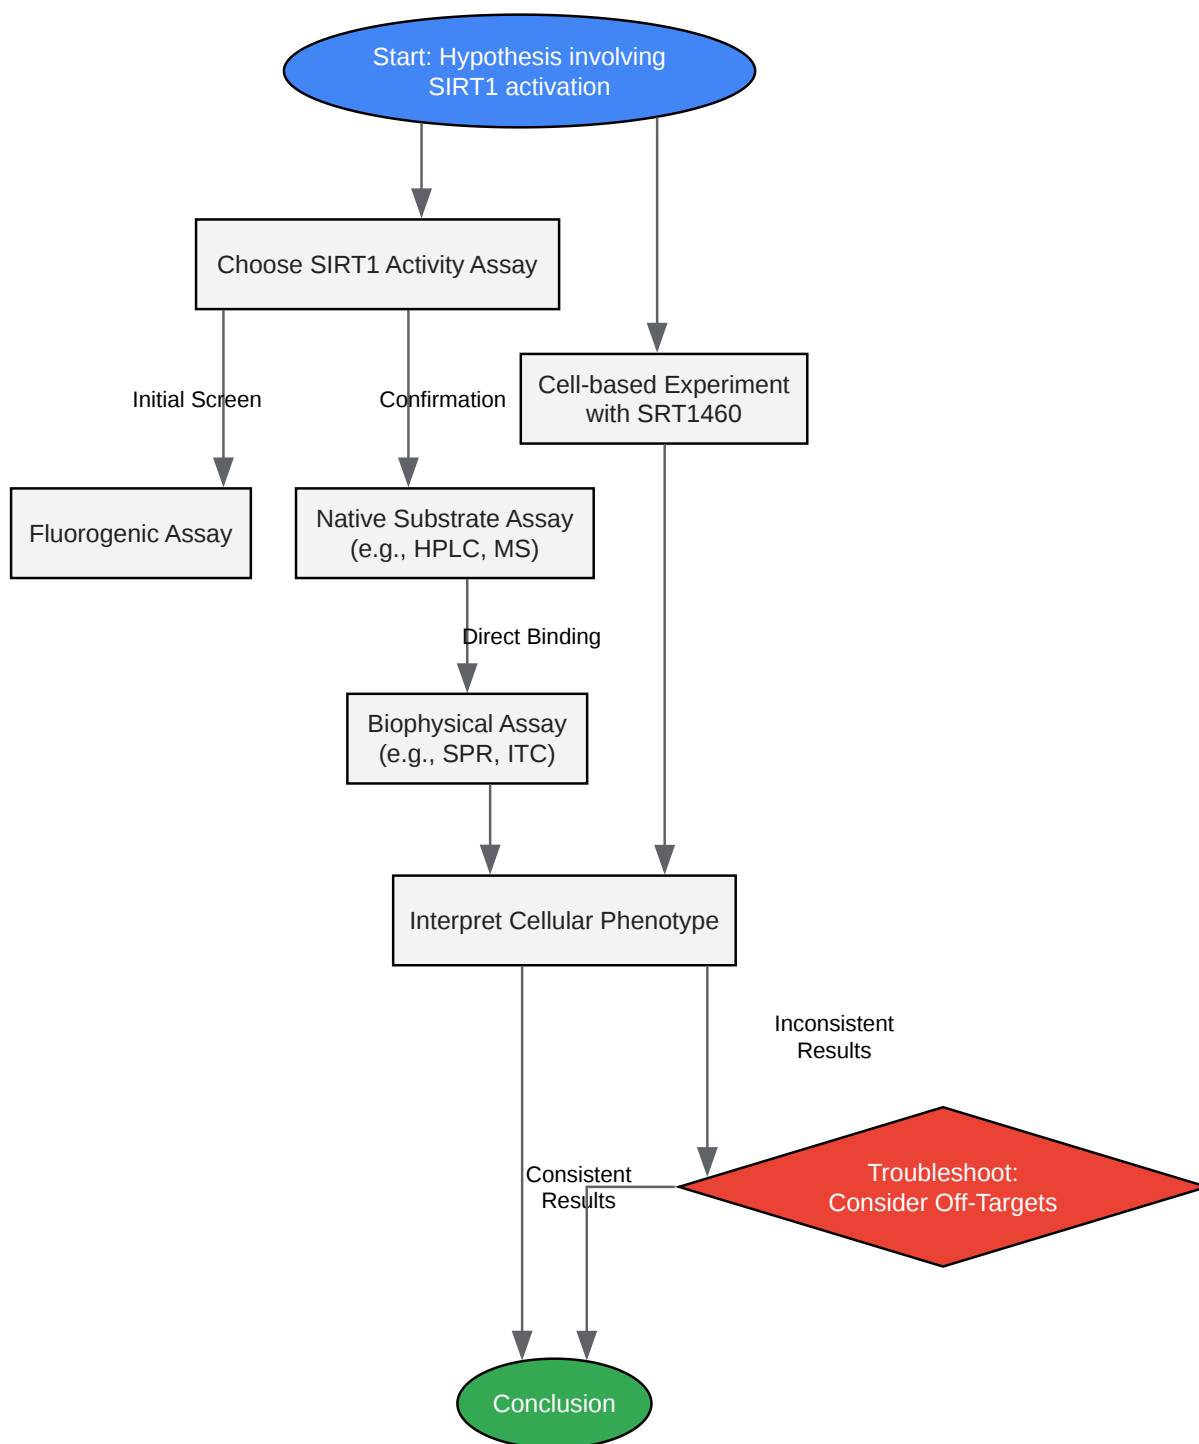 Start: Hypothesis involving
SIRT1 activation
Choose SIRT1 Activity Assay
Initial Screen
Confirmation
Cell-based Experiment
with SRT1460
Fluorogenic Assay
Native Substrate Assay
(e.g., HPLC, MS)
Direct Binding
Biophysical Assay
(e.g., SPR, ITC)
Interpret Cellular Phenotype
Inconsistent
Results
Consistent
Results
Troubleshoot:
Consider Off-Targets
Conclusion